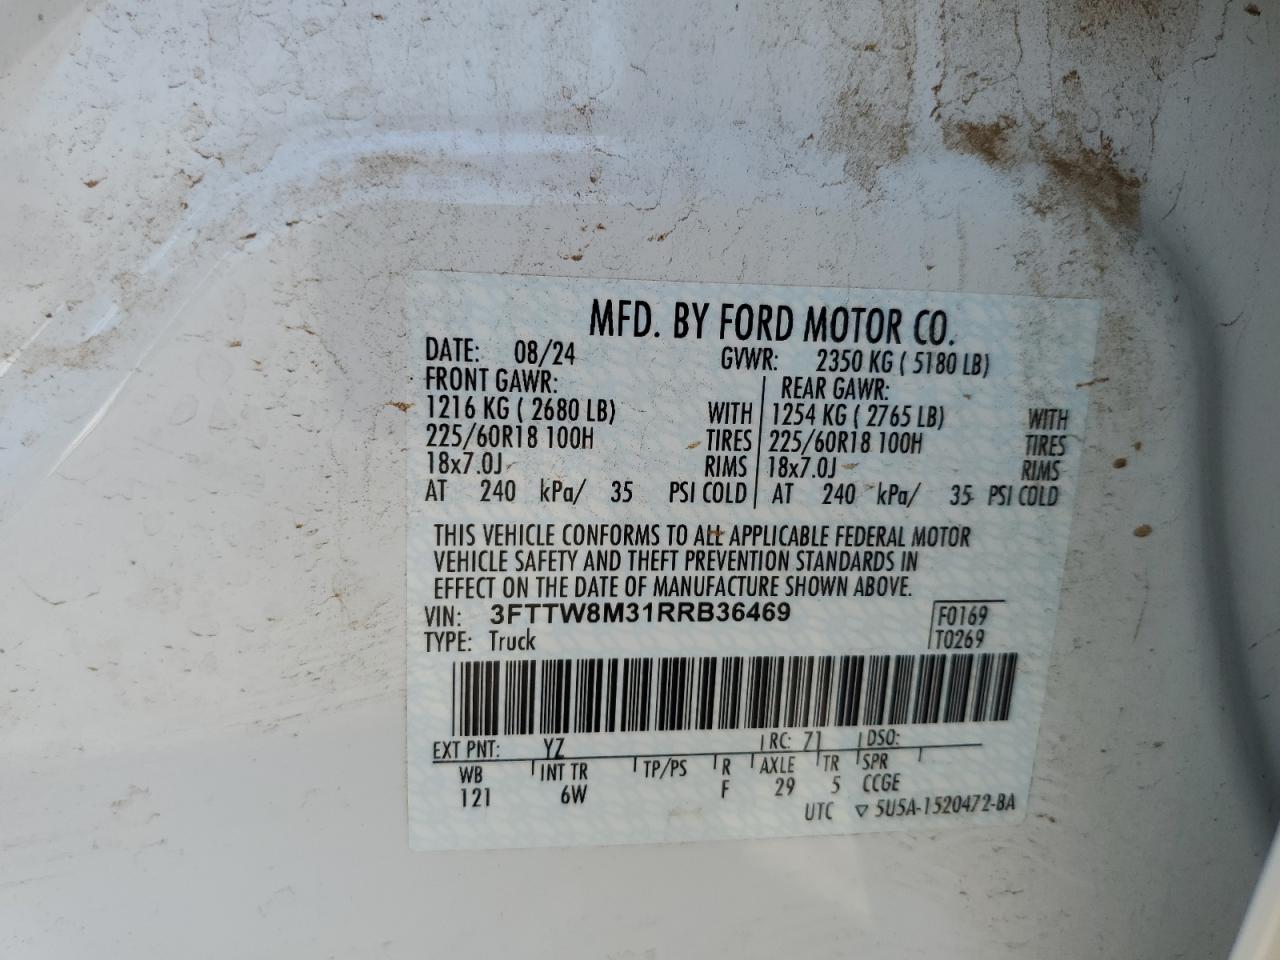 MFD. BY FORD MOTOR CO.
DATE: 08/24 GVWR: 2350 KG ( 5180 LB)
FRONT GAWR: REAR GAWR:
1216 KG ( 2680 LB) WITH 1254 KG ( 2765 LB) WITH
225/60R18 100H TIRES 225/60R18 100H TIRES
18x7.0J RIMS 18x7.0J RIMS
AT 240 kPa/ 35 PSI COLD AT 240 kPa/ 35 PSI COLD
THIS VEHICLE CONFORMS TO ALL APPLICABLE FEDERAL MOTOR
VEHICLE SAFETY AND THEFT PREVENTION STANDARDS IN
EFFECT ON THE DATE OF MANUFACTURE SHOWN ABOVE.
VIN: 3FTTW8M31RRB36469 F0169
TYPE: Truck T0269
EXT PNT: YZ RC: 71 DSO:
WB INT TR TP/PS R AXLE TR SPR
121 6W F 29 5 CCGE
UTC ▽ 5U5A-1520472-BA